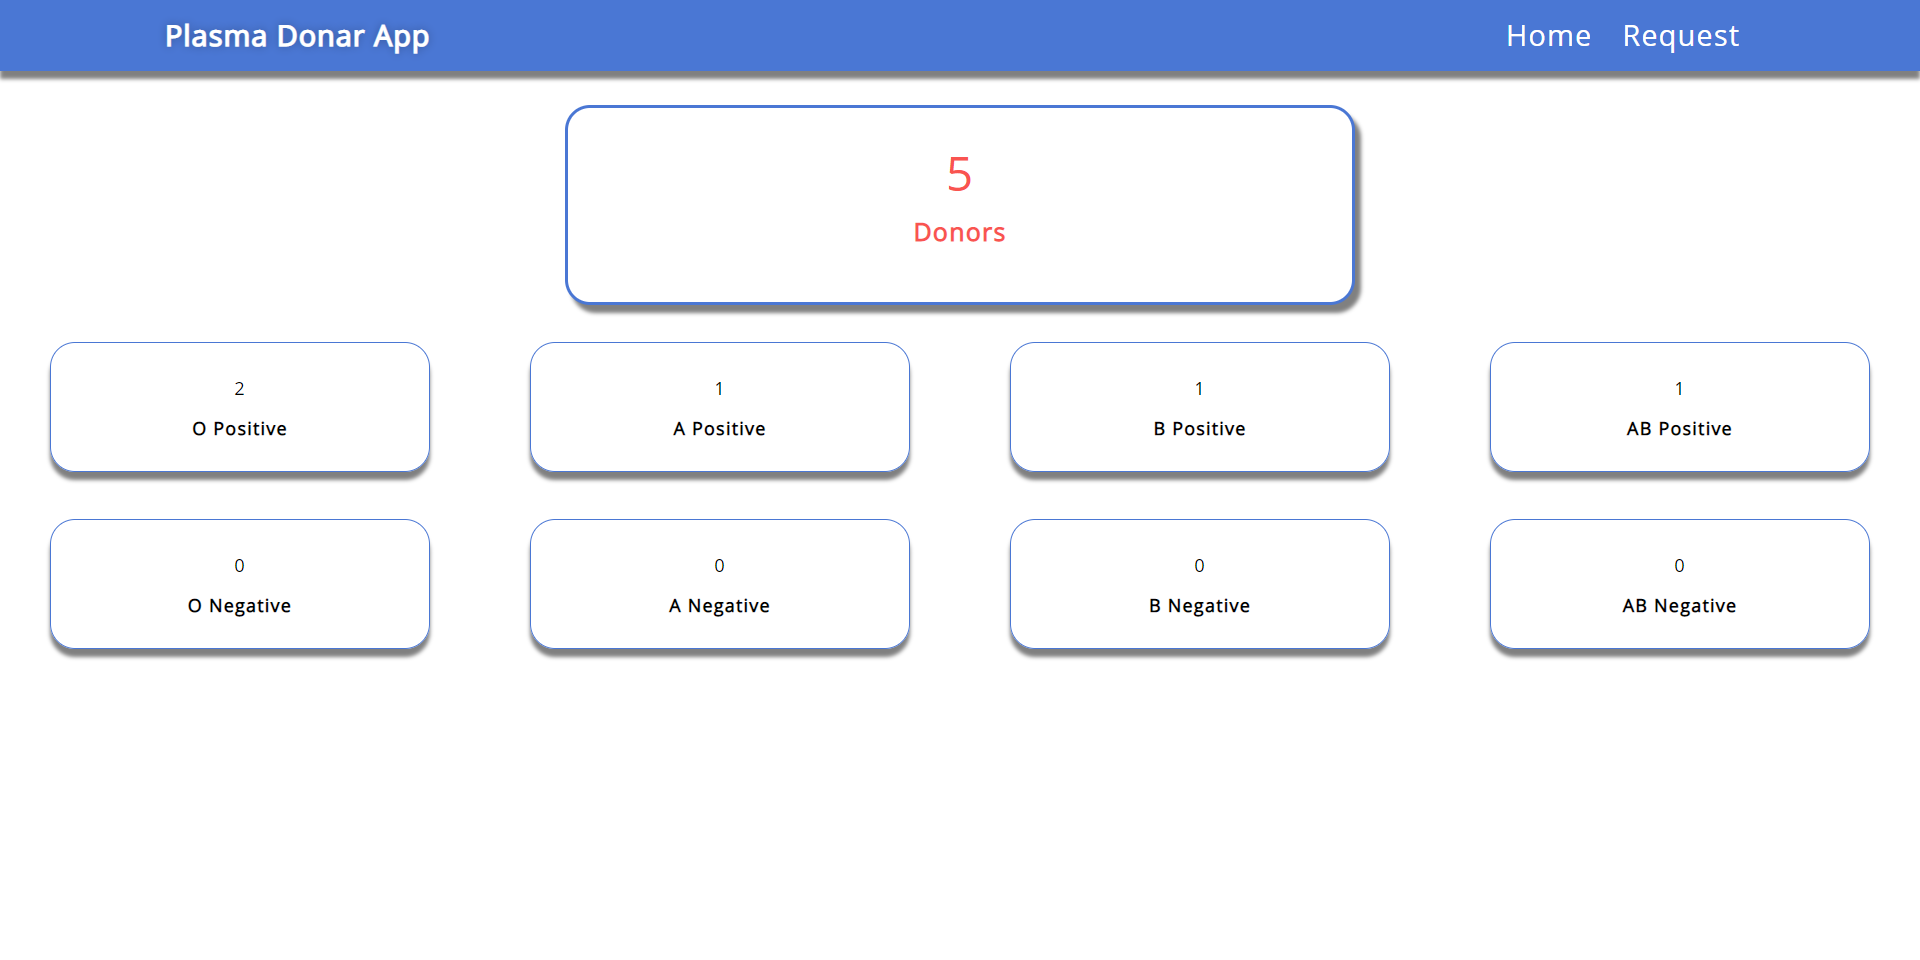 Plasma Donar App
Home Request
5
Donors
2
O Positive
1
A Positive
1
B Positive
1
AB Positive
0
O Negative
0
A Negative
0
B Negative
0
AB Negative